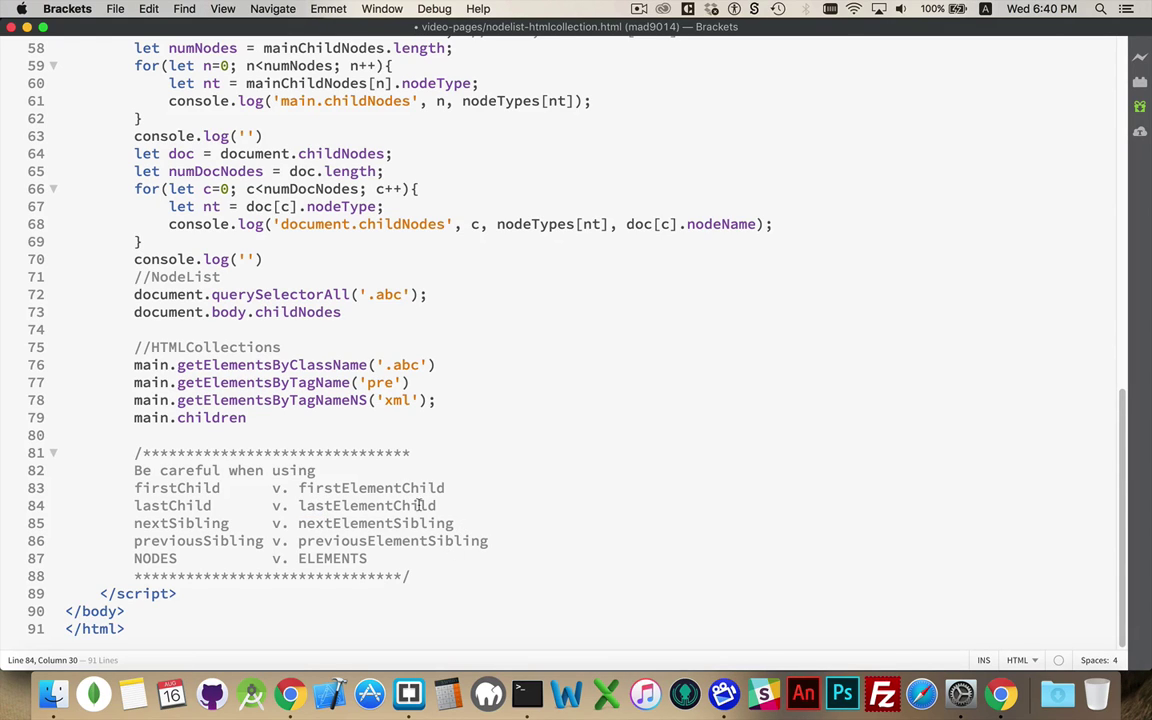 Brackets File Edit Find View Navigate Emmet Window Debug Help 100% Wed 6:40 PM
• video-pages/nodelist-htmlcollection.html (mad9014) — Brackets
58 let numNodes = mainChildNodes.length;
59 for(let n=0; n<numNodes; n++){
60 let nt = mainChildNodes[n].nodeType;
61 console.log('main.childNodes', n, nodeTypes[nt]);
62 }
63 console.log('')
64 let doc = document.childNodes;
65 let numDocNodes = doc.length;
66 for(let c=0; c<numDocNodes; c++){
67 let nt = doc[c].nodeType;
68 console.log('document.childNodes', c, nodeTypes[nt], doc[c].nodeName);
69 }
70 console.log('')
71 //NodeList
72 document.querySelectorAll('.abc');
73 document.body.childNodes
74
75 //HTMLCollections
76 main.getElementsByClassName('.abc')
77 main.getElementsByTagName('pre')
78 main.getElementsByTagNameNS('xml');
79 main.children
80
81 /******************************
82 Be careful when using
83 firstChild v. firstElementChild
84 lastChild v. lastElementChild
85 nextSibling v. nextElementSibling
86 previousSibling v. previousElementSibling
87 NODES v. ELEMENTS
88 ******************************/
89 </script>
90 </body>
91 </html>
Line 84, Column 30 — 91 Lines INS HTML Spaces: 4
AUG
16
An Ps Fz